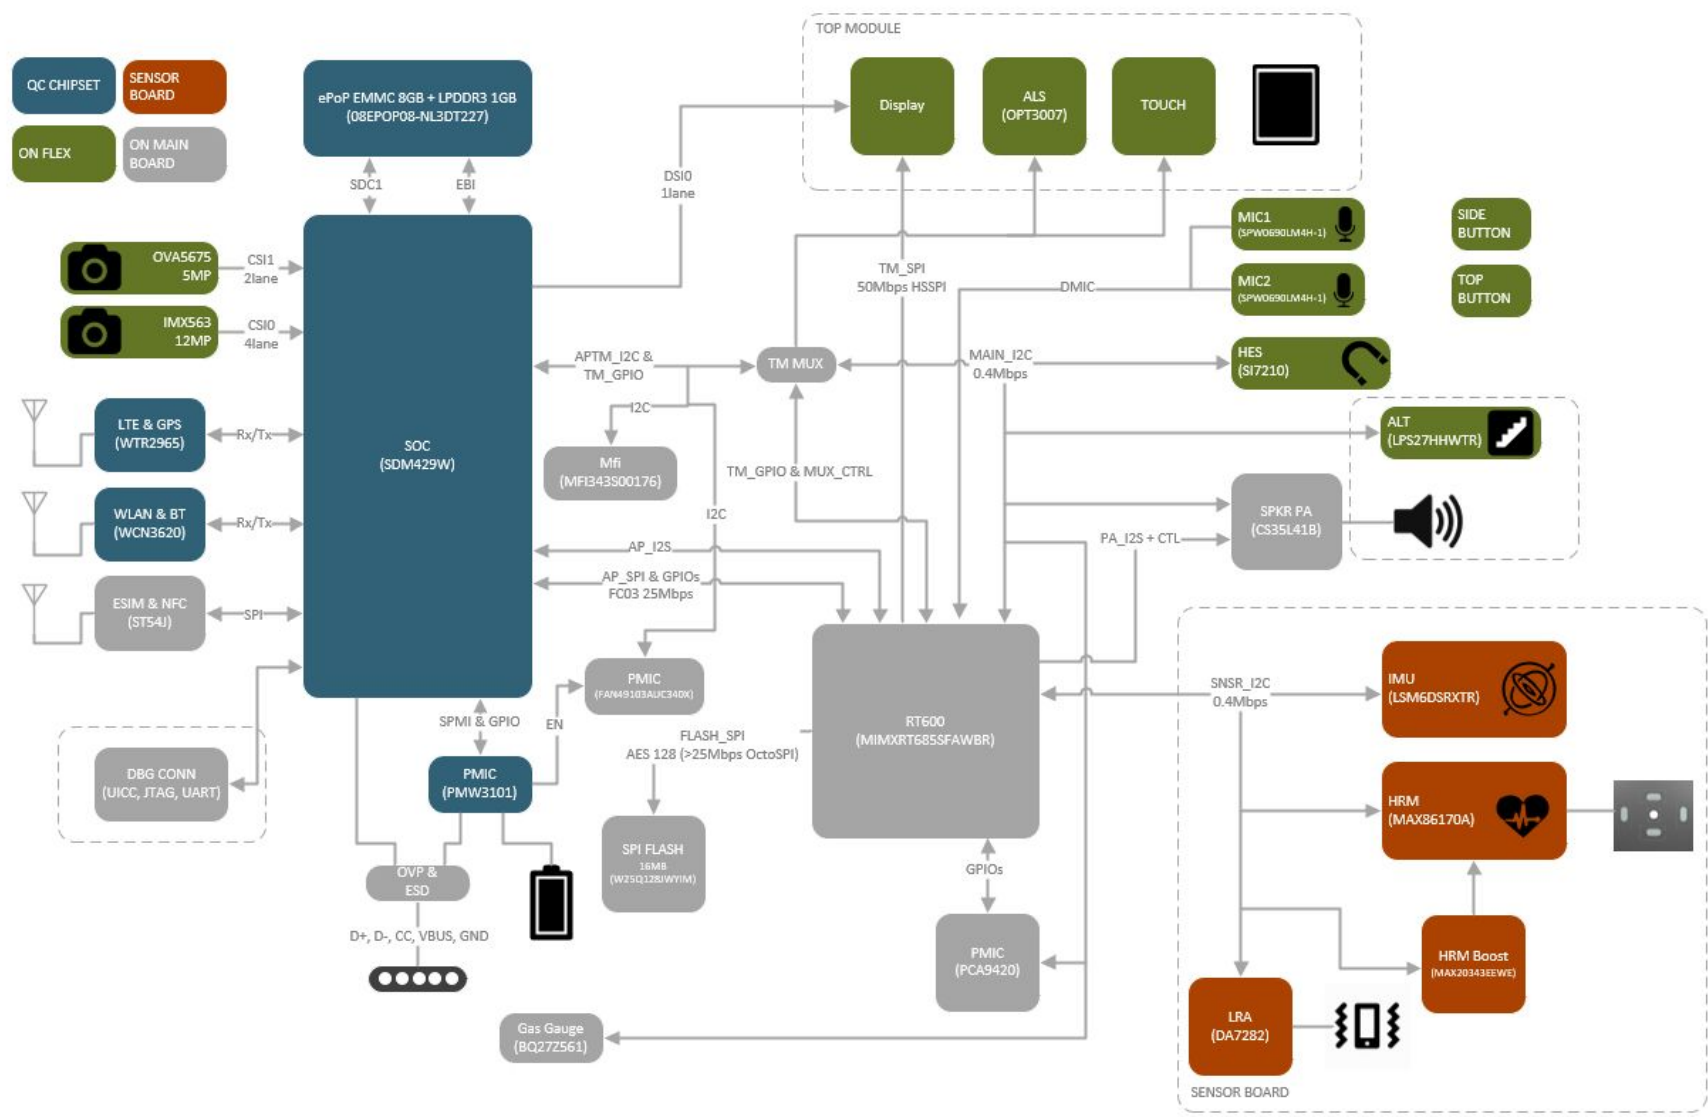 TOP MODULE
QC CHIPSET
SENSOR
BOARD
ON FLEX
ON MAIN
BOARD
ePoP EMMC 8GB + LPDDR3 1GB
(08EPOP08-NL3DT227)
Display
ALS
(OPT3007)
TOUCH
SDC1
EBI
DSI0
1lane
MIC1
(SPW0690LM4H-1)
SIDE
BUTTON
OVA5675
5MP
CSI1
2lane
TM_SPI
50Mbps HSSPI
DMIC
MIC2
(SPW0690LM4H-1)
TOP
BUTTON
IMX563
12MP
CSI0
4lane
APTM_I2C &
TM_GPIO
TM MUX
MAIN_I2C
0.4Mbps
HES
(SI7210)
I2C
LTE & GPS
(WTR2965)
Rx/Tx
SOC
(SDM429W)
Mfi
(MFI343S00176)
TM_GPIO & MUX_CTRL
ALT
(LPS27HHWTR)
WLAN & BT
(WCN3620)
Rx/Tx
I2C
SPKR PA
(CS35L41B)
AP_I2S
PA_I2S + CTL
AP_SPI & GPIOs
FC03 25Mbps
ESIM & NFC
(ST54J)
SPI
PMIC
(FAN49103AUC340X)
SNSR_I2C
0.4Mbps
IMU
(LSM6DSRXTR)
SPMI & GPIO
EN
FLASH_SPI
AES 128 (>25Mbps OctoSPI)
RT600
(MIMXRT685SFAWBR)
DBG CONN
(UICC, JTAG, UART)
PMIC
(PMW3101)
HRM
(MAX86170A)
SPI FLASH
16MB
(W25Q128JWYIM)
OVP &
ESD
GPIOs
D+, D-, CC, VBUS, GND
PMIC
(PCA9420)
HRM Boost
(MAX20343EEWE)
Gas Gauge
(BQ27Z561)
LRA
(DA7282)
SENSOR BOARD